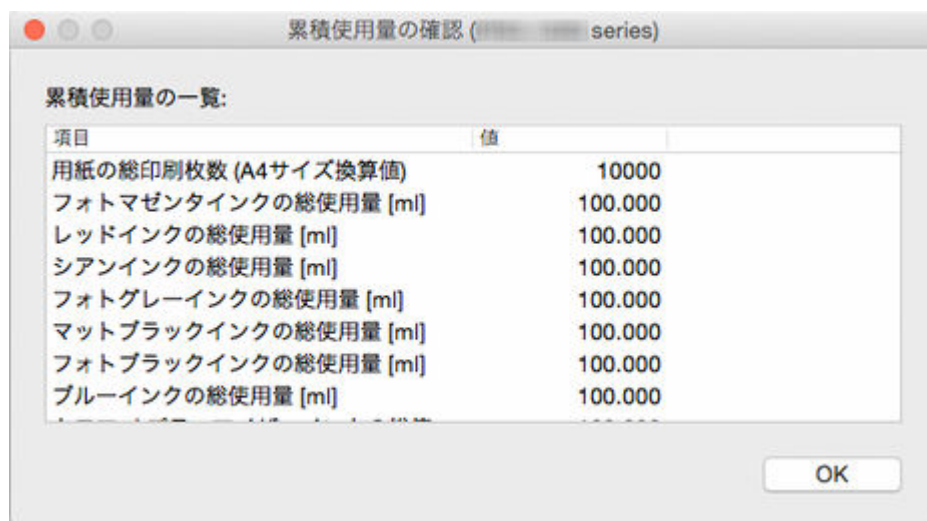 累積使用量の確認 ( series)
累積使用量の一覧:
項目 値
用紙の総印刷枚数 (A4サイズ換算値) 10000
フォトマゼンタインクの総使用量 [ml] 100.000
レッドインクの総使用量 [ml] 100.000
シアンインクの総使用量 [ml] 100.000
フォトグレーインクの総使用量 [ml] 100.000
マットブラックインクの総使用量 [ml] 100.000
フォトブラックインクの総使用量 [ml] 100.000
ブルーインクの総使用量 [ml] 100.000
OK